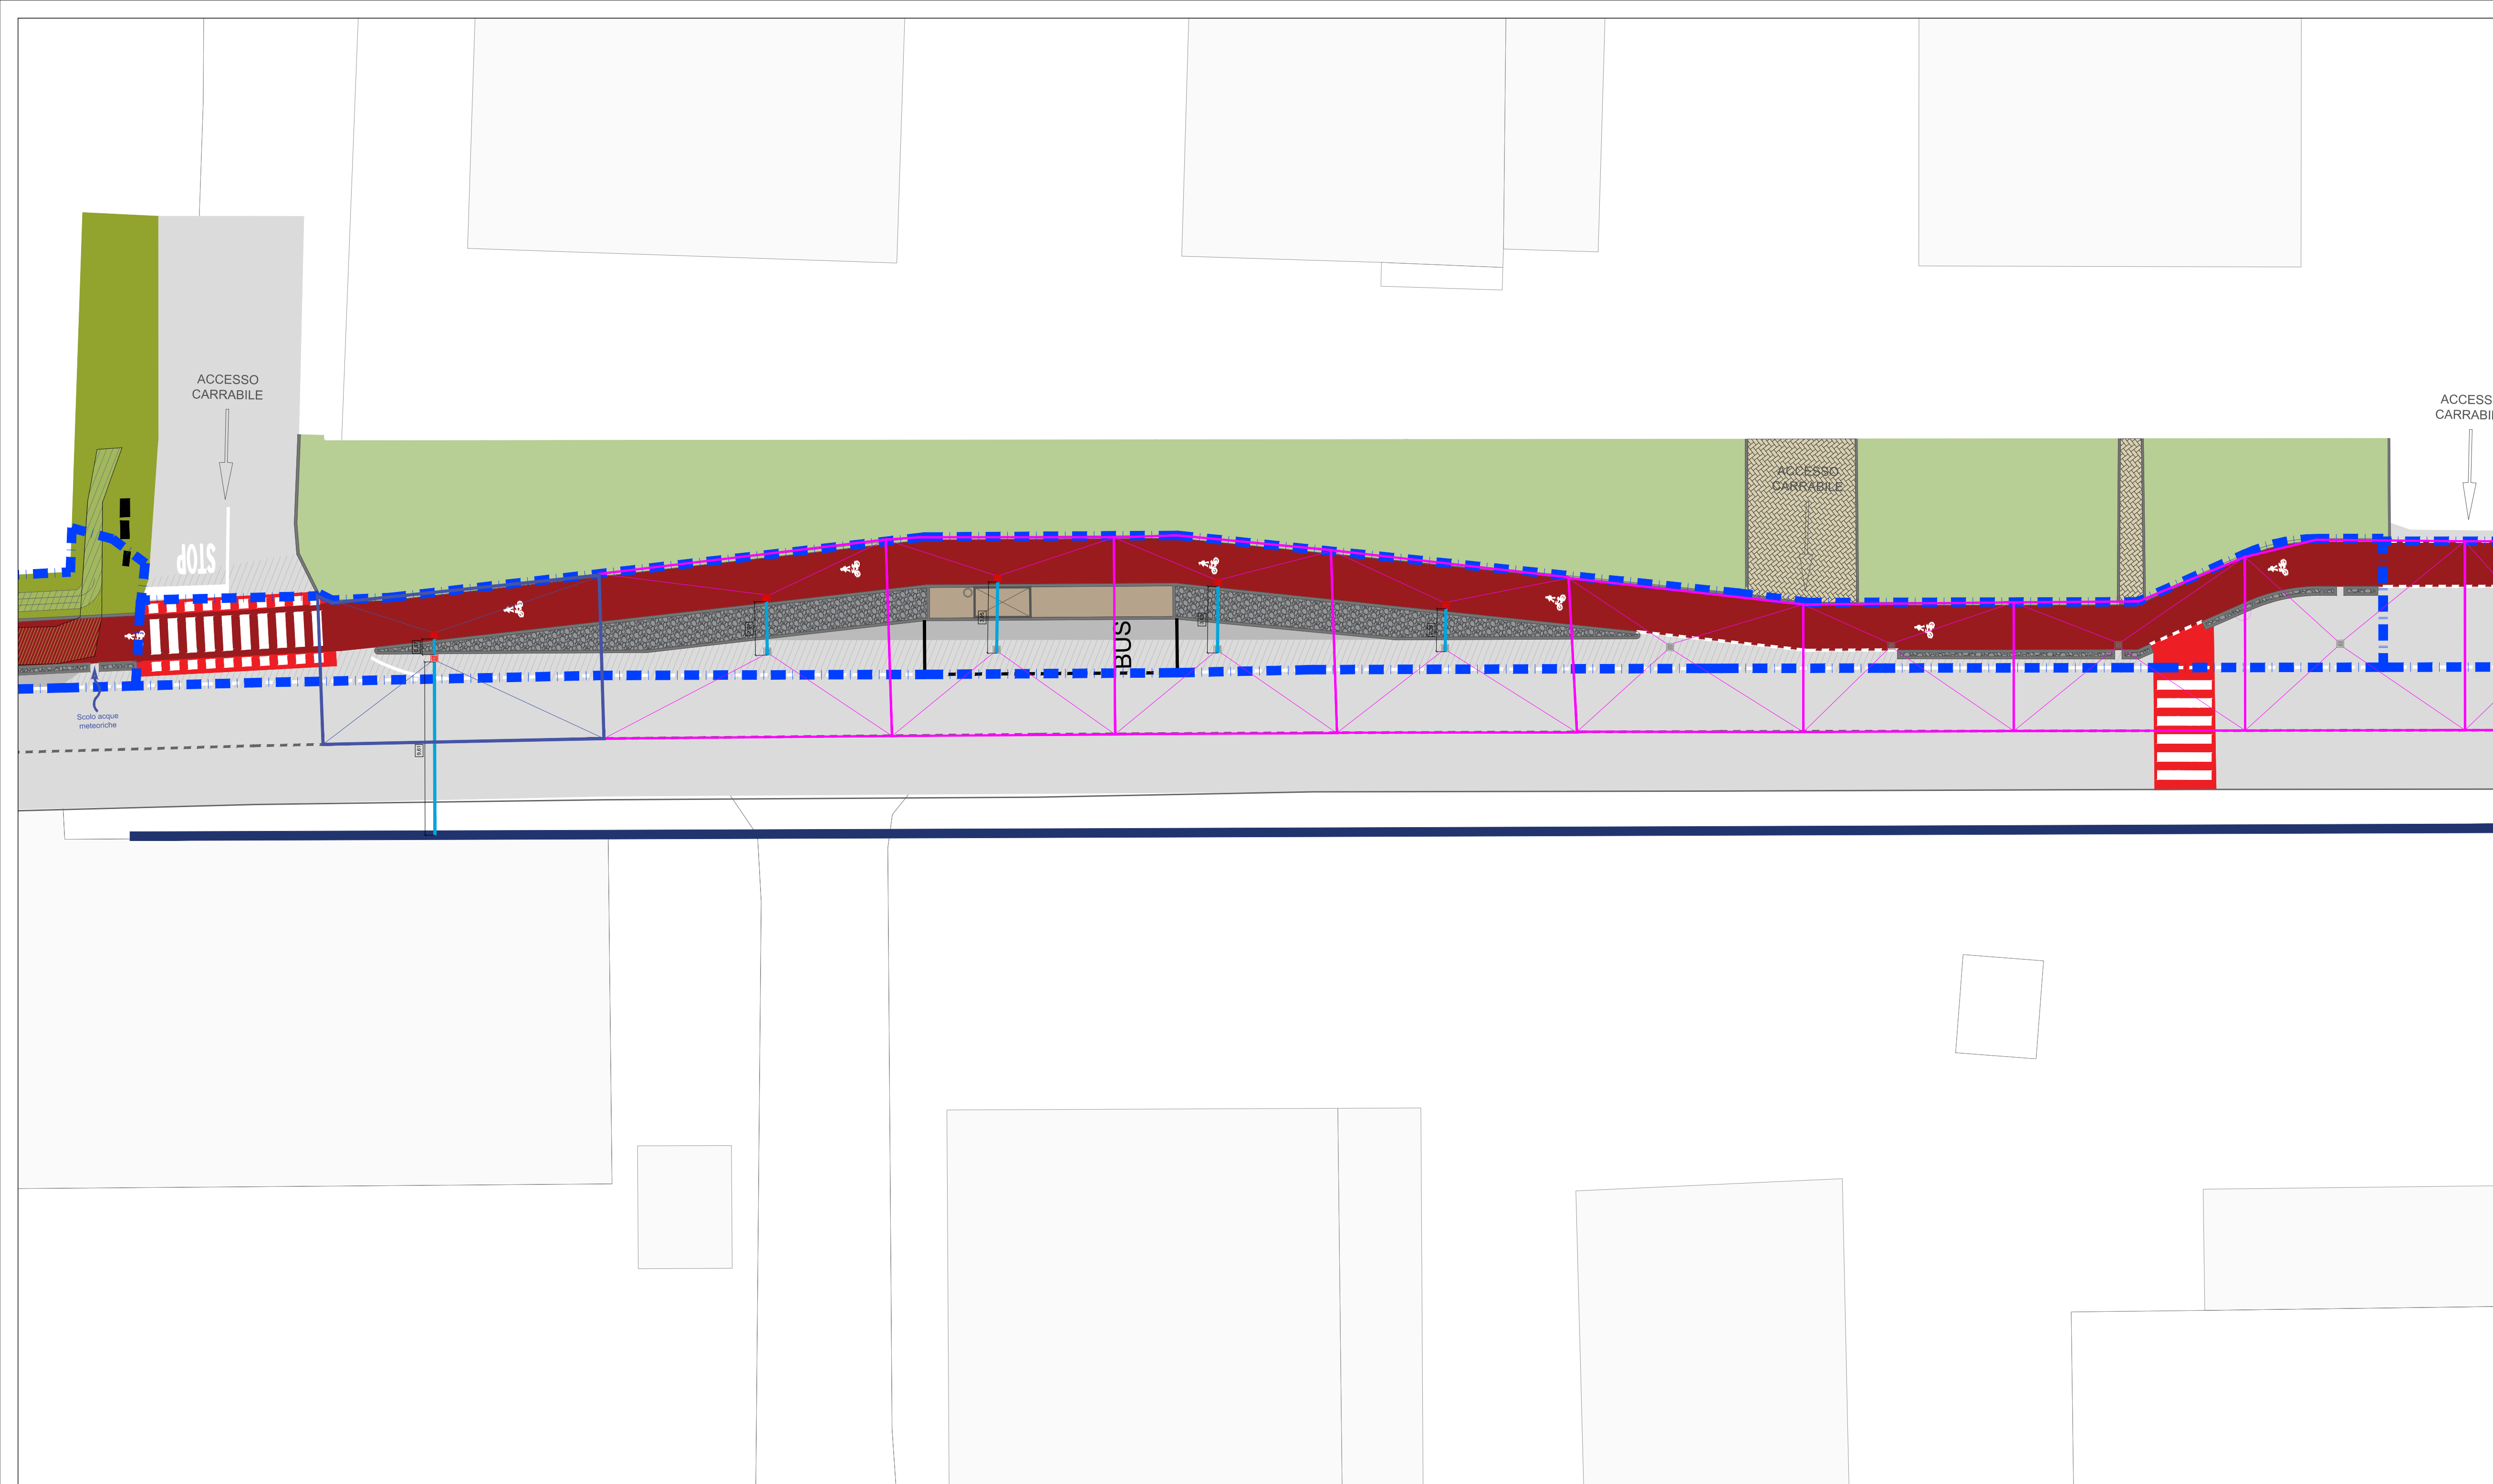 ACCESSO
CARRABILE
ACCESS
CARRABI
ACCESSO
CARRABILE
STOP
BUS
Scolo acque
meteoriche